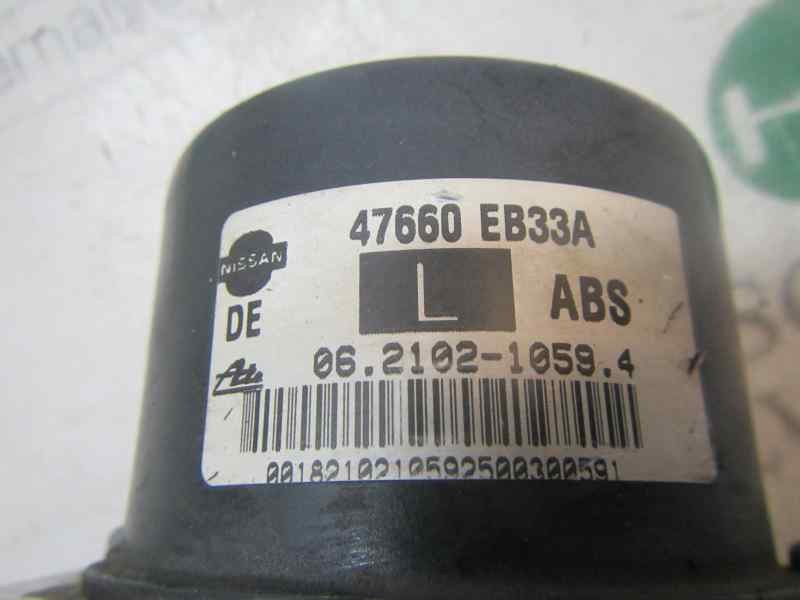 47660 EB33A
NISSAN
L
ABS
DE
Ate
06.2102-1059.4
0018210210592500300591